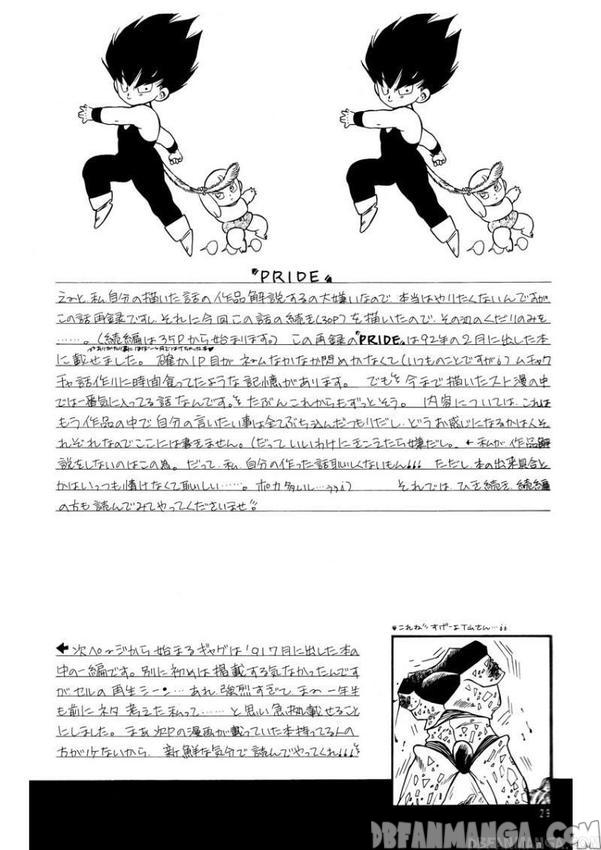 『PRIDE』
えーと、私、自分の描いた話の作品解説するの大嫌いなので、本当はやりたくないんですが
この話再録ですし、それに今回この話の続き(30P)を描いたので、その辺のくだりのみを
……。(続編は35Pから始まります) この再録の『PRIDE』は92年の2月に出した本
に載せました。確か1P目がネームなかなか閃めかなくて(いつものことですが)ムチャク
チャ話作りに時間食ってたような記憶があります。でも今まで描いたスト漫の中
では一番気に入ってる話なんです。たぶんこれからもずっとそう。内容については、これは
もう作品の中で自分の言いたい事は全てぶち込んだつもりだし、どうお感じになるかはそれ
ぞれなのでここには書きません。(だっていいわけにきこえたら嫌だし。←私が作品解
説をしないのはこの為。だって、私、自分の作った話恥しくないもん ただし、本の出来具合と
かはいっつも情けなくて恥しい……。ポカ多いし…) それでは、ひき続き、続編
の方も読んでみてやってくださいませ
これね すげーよTムさん…
←次ページから始まるギャグは'91 7月に出した本の
中の一編です。別に初めは掲載する気なかったんです
がセルの再生シーン…あれ強烈すぎて、まー一年生
も前にネタ考えた私って……と思い急拠載せること
にしました。まあ次Pの漫画が載っていた本持ってる人の
方が少ないから、新鮮な気分で読んでやってくれ
29
DBFANMANGA.COM